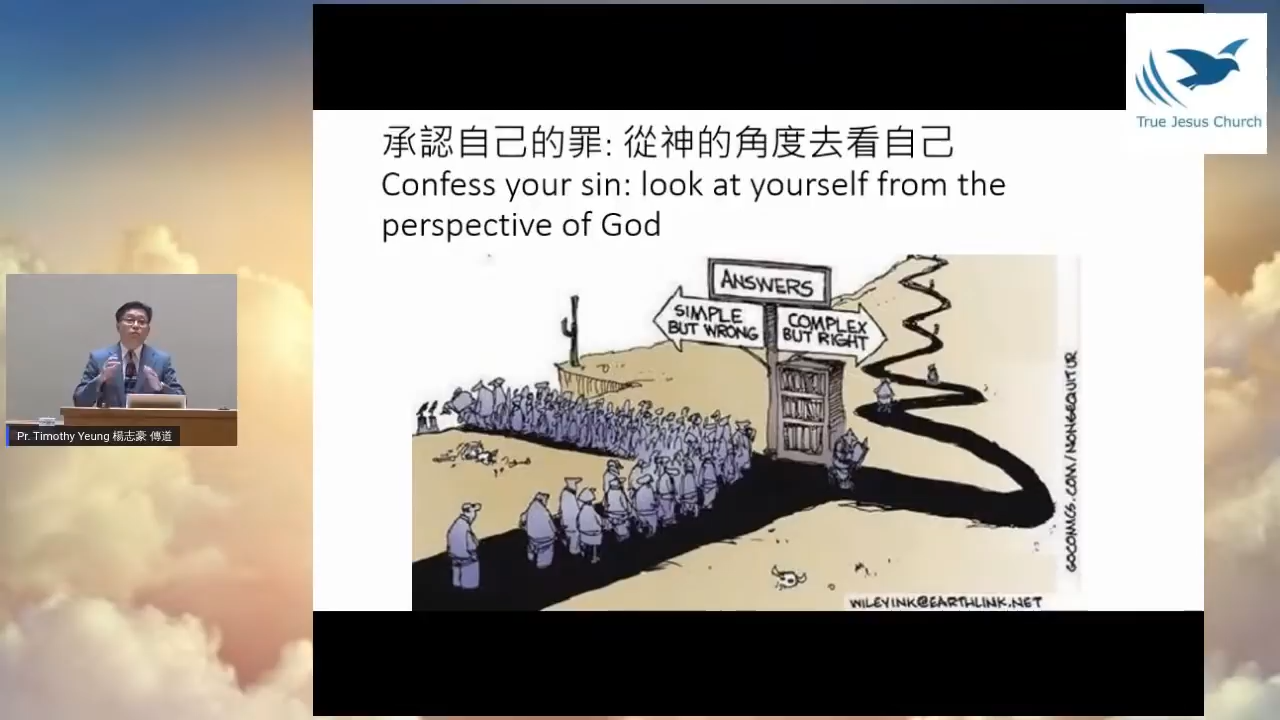 True Jesus Church
承認自己的罪: 從神的角度去看自己
Confess your sin: look at yourself from the
perspective of God
ANSWERS
SIMPLE
BUT WRONG
COMPLEX
BUT RIGHT
GOCOMICS.COM/NONSEQUITUR
WILEYINK@EARTHLINK.NET
Pr. Timothy Yeung 楊志豪 傳道